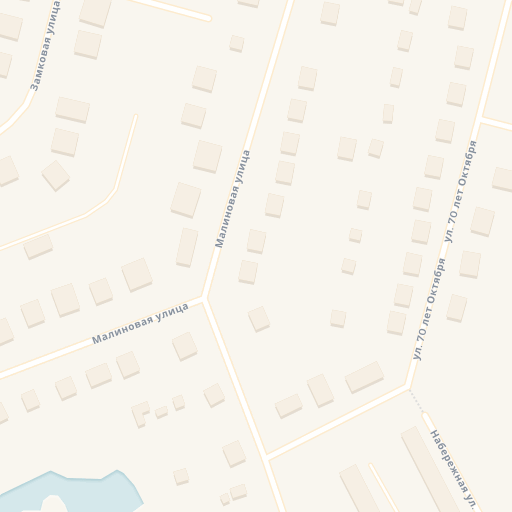 Замковая улица
Малиновая улица
ул. 70 лет Октября
ул. 70 лет Октября
Малиновая улица
Набережная ул.